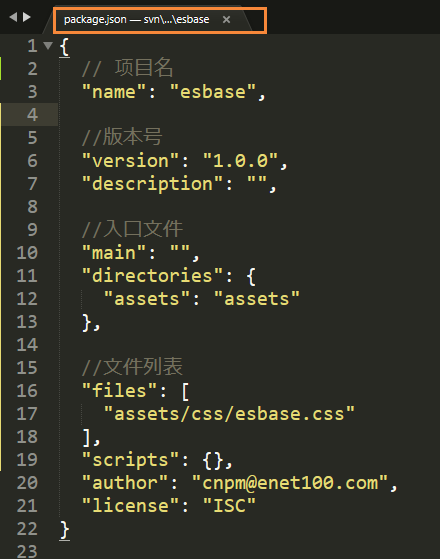 package.json — svn\...\esbase ×
1 {
2 // 项目名
3 "name": "esbase",
4
5 //版本号
6 "version": "1.0.0",
7 "description": "",
8
9 //入口文件
10 "main": "",
11 "directories": {
12 "assets": "assets"
13 },
14
15 //文件列表
16 "files": [
17 "assets/css/esbase.css"
18 ],
19 "scripts": {},
20 "author": "cnpm@enet100.com",
21 "license": "ISC"
22 }
23